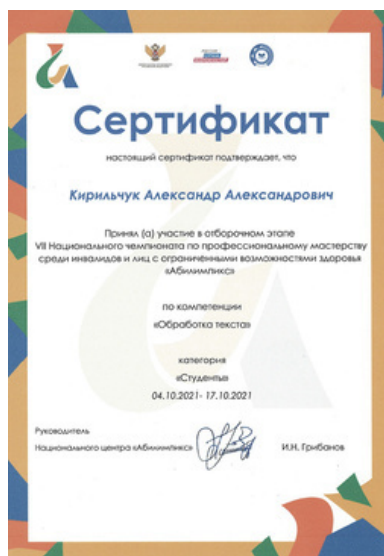 Сертификат
настоящий сертификат подтверждает, что
Кирильчук Александр Александрович
Принял (а) участие в отборочном этапе
VII Национального чемпионата по профессиональному мастерству
среди инвалидов и лиц с ограниченными возможностями здоровья
«Абилимпикс»
по компетенции
«Обработка текста»
категория
«Студенты»
04.10.2021- 17.10.2021
Руководитель
Национального центра «Абилимпикс»
И.Н. Грибанов